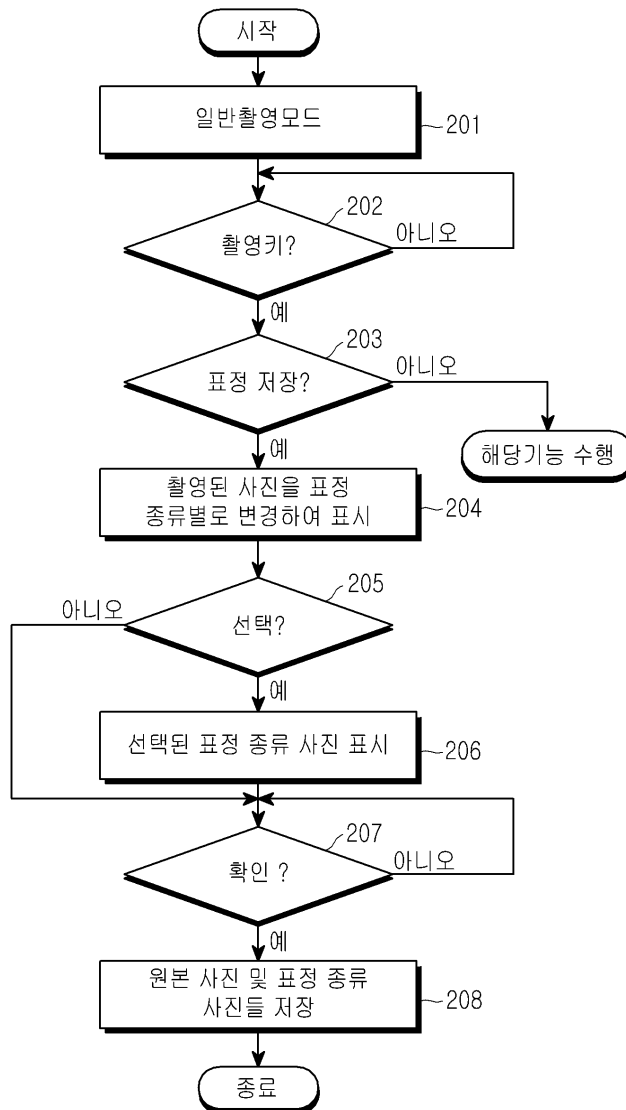 시작
일반촬영모드
201
202
촬영키?
아니오
예
203
표정 저장?
아니오
예
해당기능 수행
촬영된 사진을 표정
종류별로 변경하여 표시
204
205
아니오
선택?
예
선택된 표정 종류 사진 표시
206
207
확인 ?
아니오
예
원본 사진 및 표정 종류
사진들 저장
208
종료